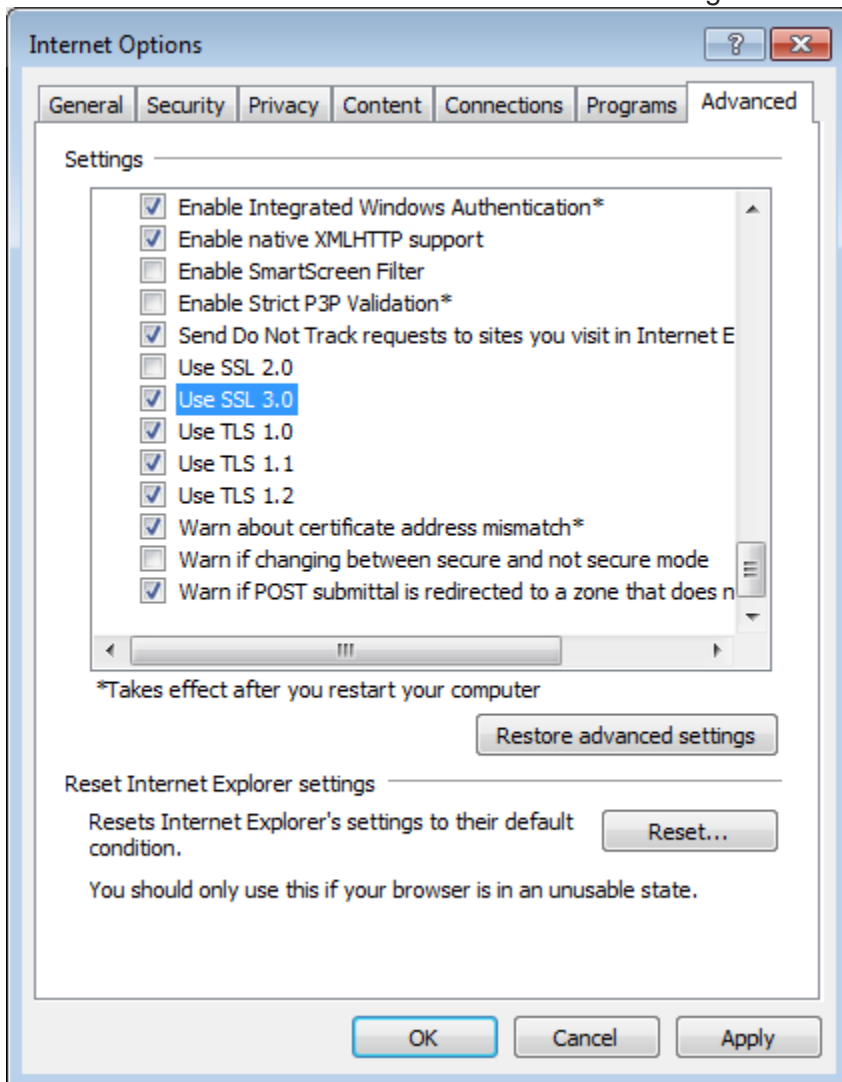 Internet Options
General Security Privacy Content Connections Programs Advanced
Settings
Enable Integrated Windows Authentication*
Enable native XMLHTTP support
Enable SmartScreen Filter
Enable Strict P3P Validation*
Send Do Not Track requests to sites you visit in Internet E
Use SSL 2.0
Use SSL 3.0
Use TLS 1.0
Use TLS 1.1
Use TLS 1.2
Warn about certificate address mismatch*
Warn if changing between secure and not secure mode
Warn if POST submittal is redirected to a zone that does n
*Takes effect after you restart your computer
Restore advanced settings
Reset Internet Explorer settings
Resets Internet Explorer's settings to their default
condition.
Reset...
You should only use this if your browser is in an unusable state.
OK Cancel Apply